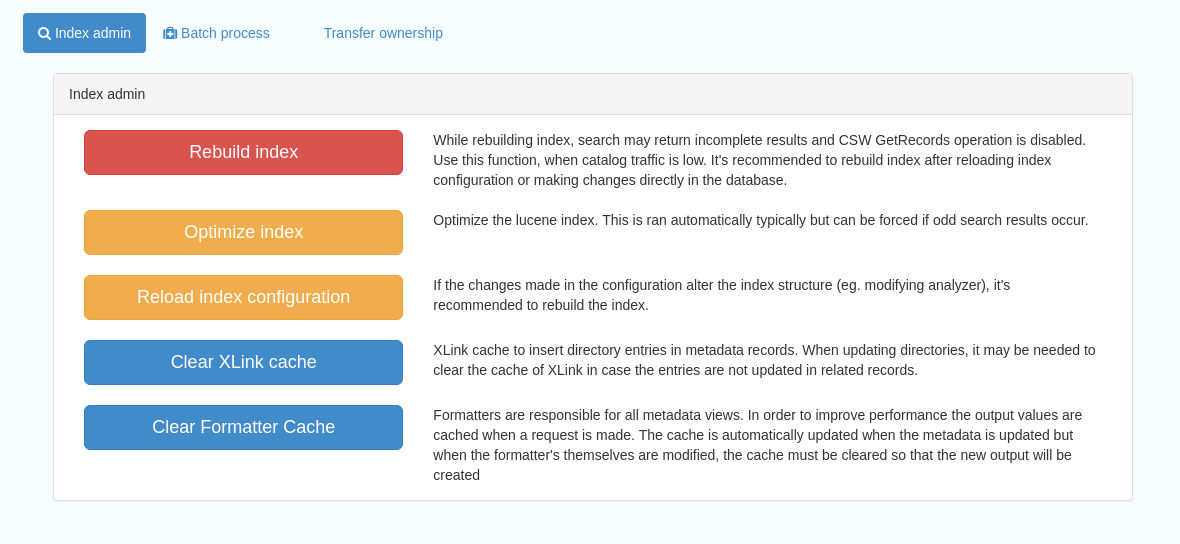 Index admin Batch process Transfer ownership
Index admin
Rebuild index
While rebuilding index, search may return incomplete results and CSW GetRecords operation is disabled.
Use this function, when catalog traffic is low. It's recommended to rebuild index after reloading index
configuration or making changes directly in the database.
Optimize index
Optimize the lucene index. This is ran automatically typically but can be forced if odd search results occur.
Reload index configuration
If the changes made in the configuration alter the index structure (eg. modifying analyzer), it's
recommended to rebuild the index.
Clear XLink cache
XLink cache to insert directory entries in metadata records. When updating directories, it may be needed to
clear the cache of XLink in case the entries are not updated in related records.
Clear Formatter Cache
Formatters are responsible for all metadata views. In order to improve performance the output values are
cached when a request is made. The cache is automatically updated when the metadata is updated but
when the formatter's themselves are modified, the cache must be cleared so that the new output will be
created